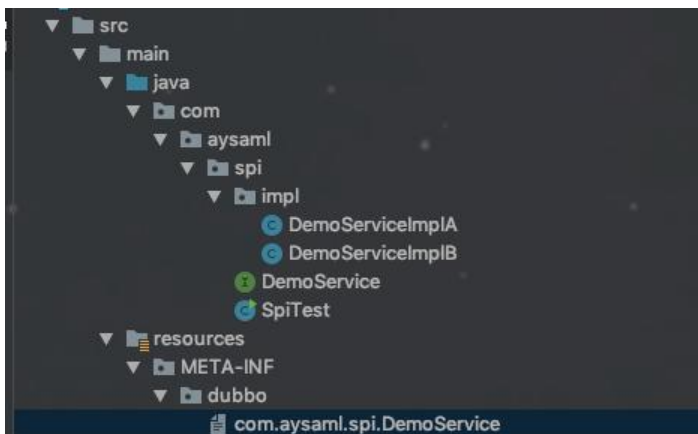 src
main
java
com
aysaml
spi
impl
DemoServiceImplA
DemoServiceImplB
DemoService
SpiTest
resources
META-INF
dubbo
com.aysaml.spi.DemoService